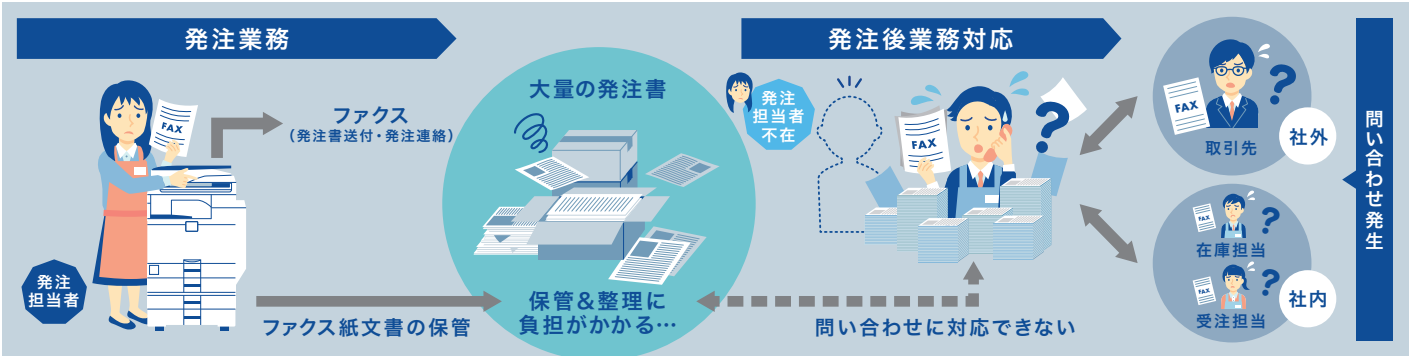 発注業務
FAX
ファクス
（発注書送付・発注連絡）
発注
担当者
ファクス紙文書の保管
大量の発注書
保管＆整理に
負担がかかる…
発注後業務対応
発注
担当者
不在
FAX
?
問い合わせに対応できない
FAX
?
取引先
社外
FAX
?
在庫担当
FAX
?
受注担当
社内
問い合わせ発生